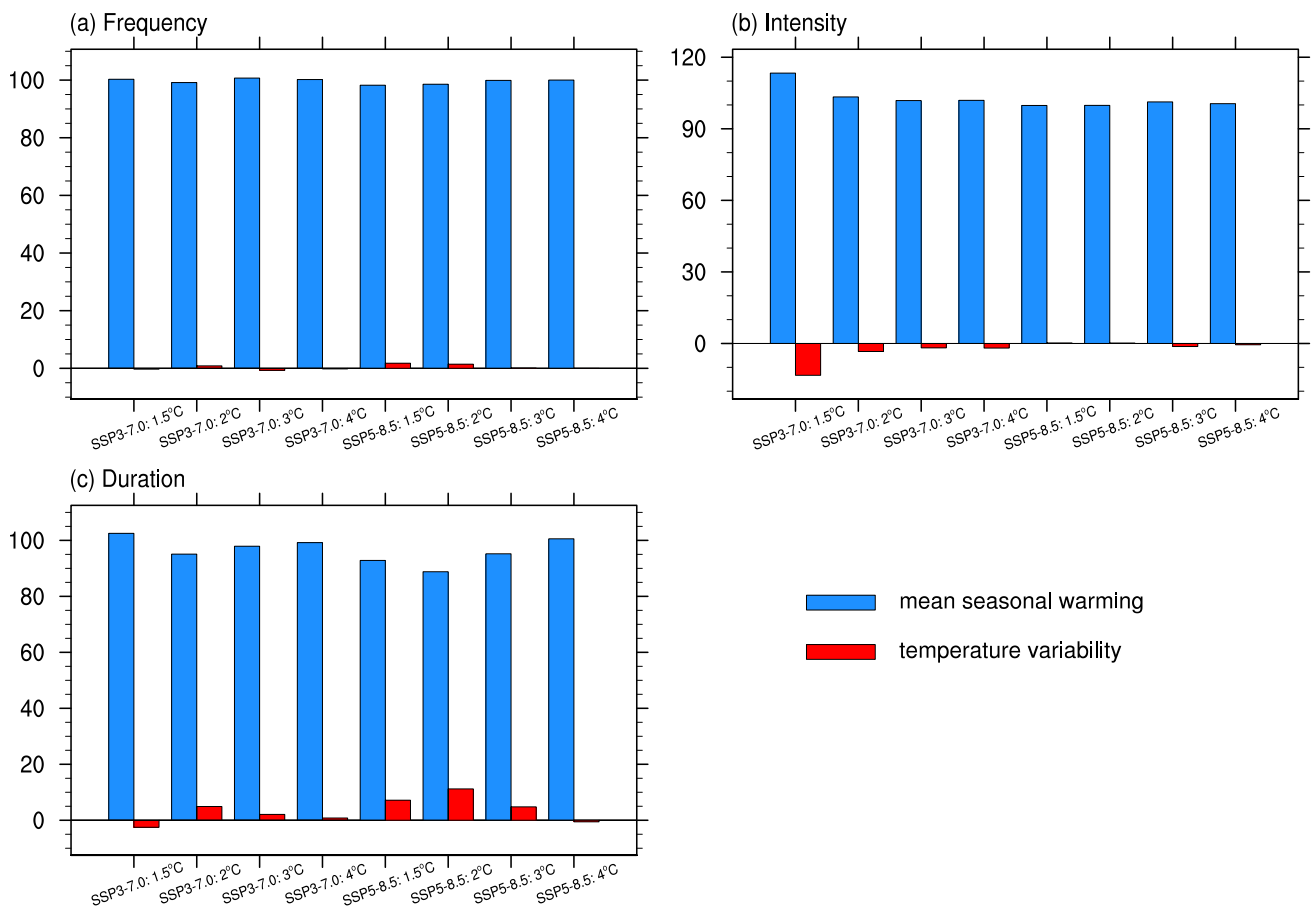 (a) Frequency
100
80
60
40
20
0
SSP3-7.0: 1.5°C
SSP3-7.0: 2°C
SSP3-7.0: 3°C
SSP3-7.0: 4°C
SSP5-8.5: 1.5°C
SSP5-8.5: 2°C
SSP5-8.5: 3°C
SSP5-8.5: 4°C
(b) Intensity
120
90
60
30
0
SSP3-7.0: 1.5°C
SSP3-7.0: 2°C
SSP3-7.0: 3°C
SSP3-7.0: 4°C
SSP5-8.5: 1.5°C
SSP5-8.5: 2°C
SSP5-8.5: 3°C
SSP5-8.5: 4°C
(c) Duration
100
80
60
40
20
0
SSP3-7.0: 1.5°C
SSP3-7.0: 2°C
SSP3-7.0: 3°C
SSP3-7.0: 4°C
SSP5-8.5: 1.5°C
SSP5-8.5: 2°C
SSP5-8.5: 3°C
SSP5-8.5: 4°C
mean seasonal warming
temperature variability